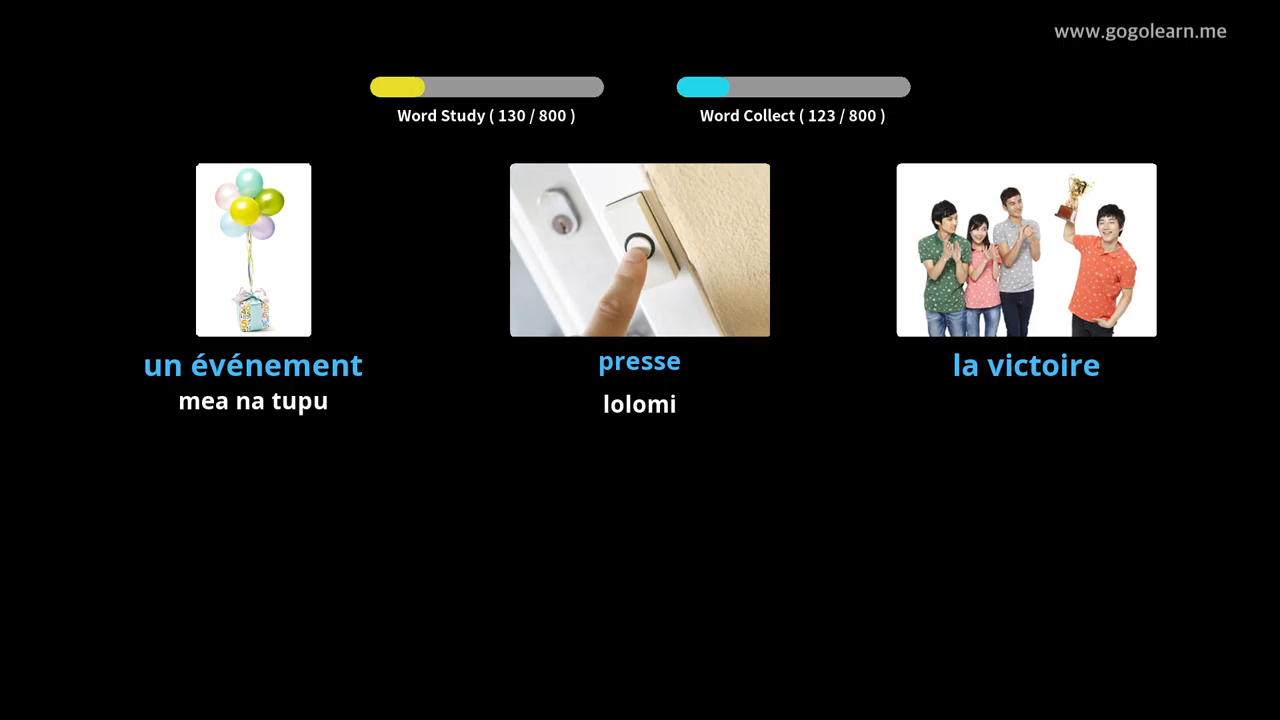 www.gogolearn.me
Word Study ( 130 / 800 )
Word Collect ( 123 / 800 )
un événement
mea na tupu
presse
lolomi
la victoire